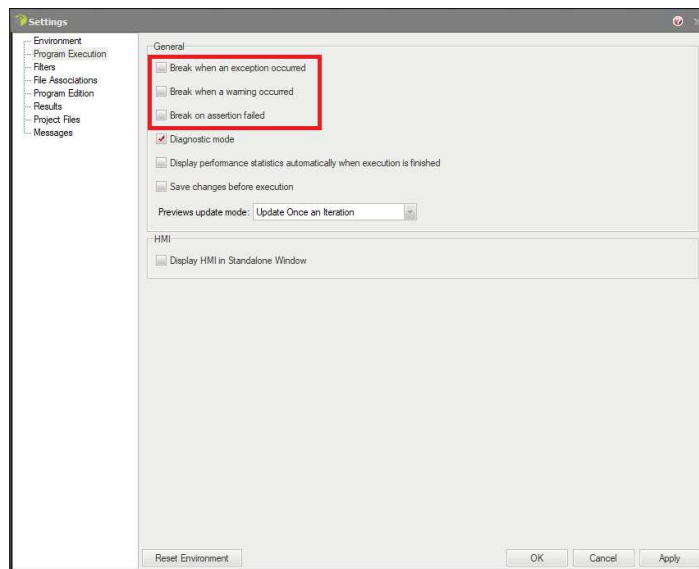 Settings
Environment
Program Execution
Filters
File Associations
Program Edition
Results
Project Files
Messages
General
Break when an exception occurred
Break when a warning occurred
Break on assertion failed
Diagnostic mode
Display performance statistics automatically when execution is finished
Save changes before execution
Previews update mode: Update Once an Iteration
HMI
Display HMI in Standalone Window
Reset Environment OK Cancel Apply